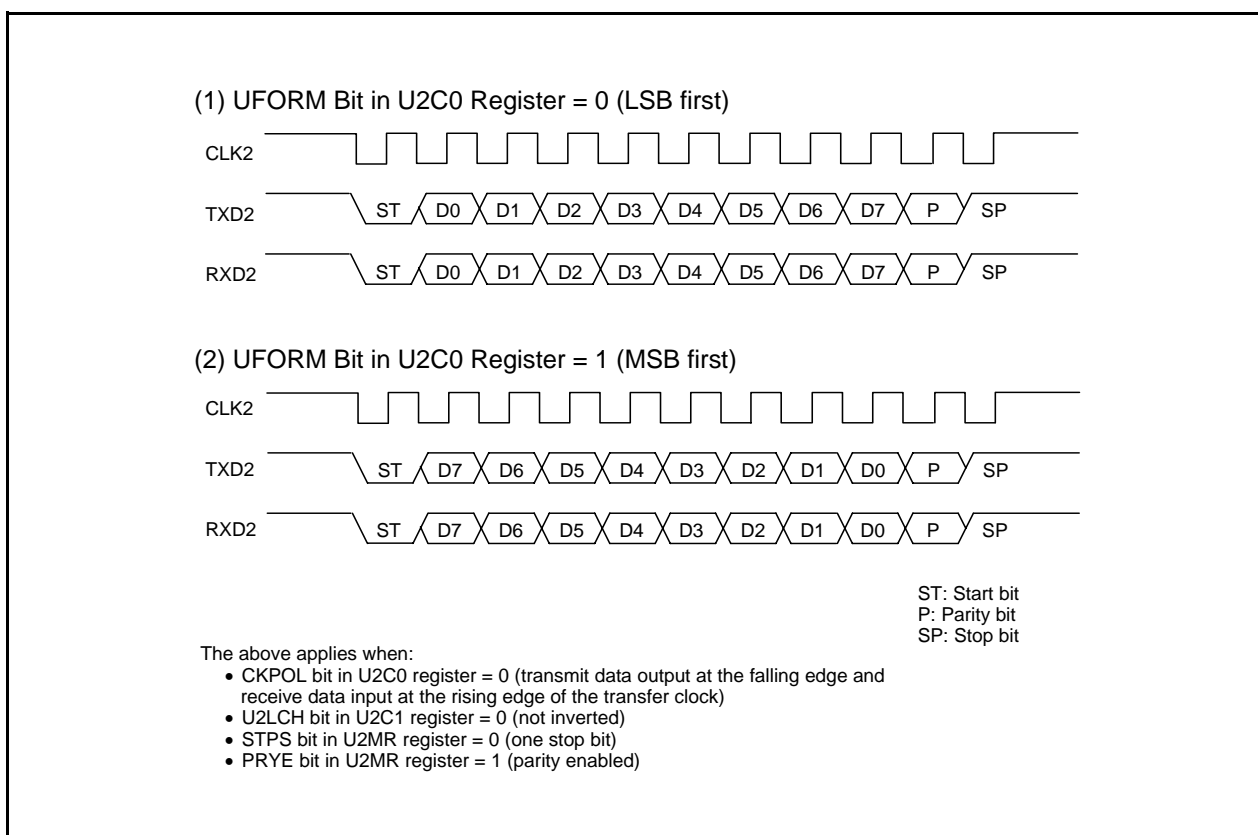 (1) UFORM Bit in U2C0 Register = 0 (LSB first)
CLK2
TXD2 ST D0 D1 D2 D3 D4 D5 D6 D7 P SP
RXD2 ST D0 D1 D2 D3 D4 D5 D6 D7 P SP
(2) UFORM Bit in U2C0 Register = 1 (MSB first)
CLK2
TXD2 ST D7 D6 D5 D4 D3 D2 D1 D0 P SP
RXD2 ST D7 D6 D5 D4 D3 D2 D1 D0 P SP
ST: Start bit
P: Parity bit
SP: Stop bit
The above applies when:
• CKPOL bit in U2C0 register = 0 (transmit data output at the falling edge and
receive data input at the rising edge of the transfer clock)
• U2LCH bit in U2C1 register = 0 (not inverted)
• STPS bit in U2MR register = 0 (one stop bit)
• PRYE bit in U2MR register = 1 (parity enabled)